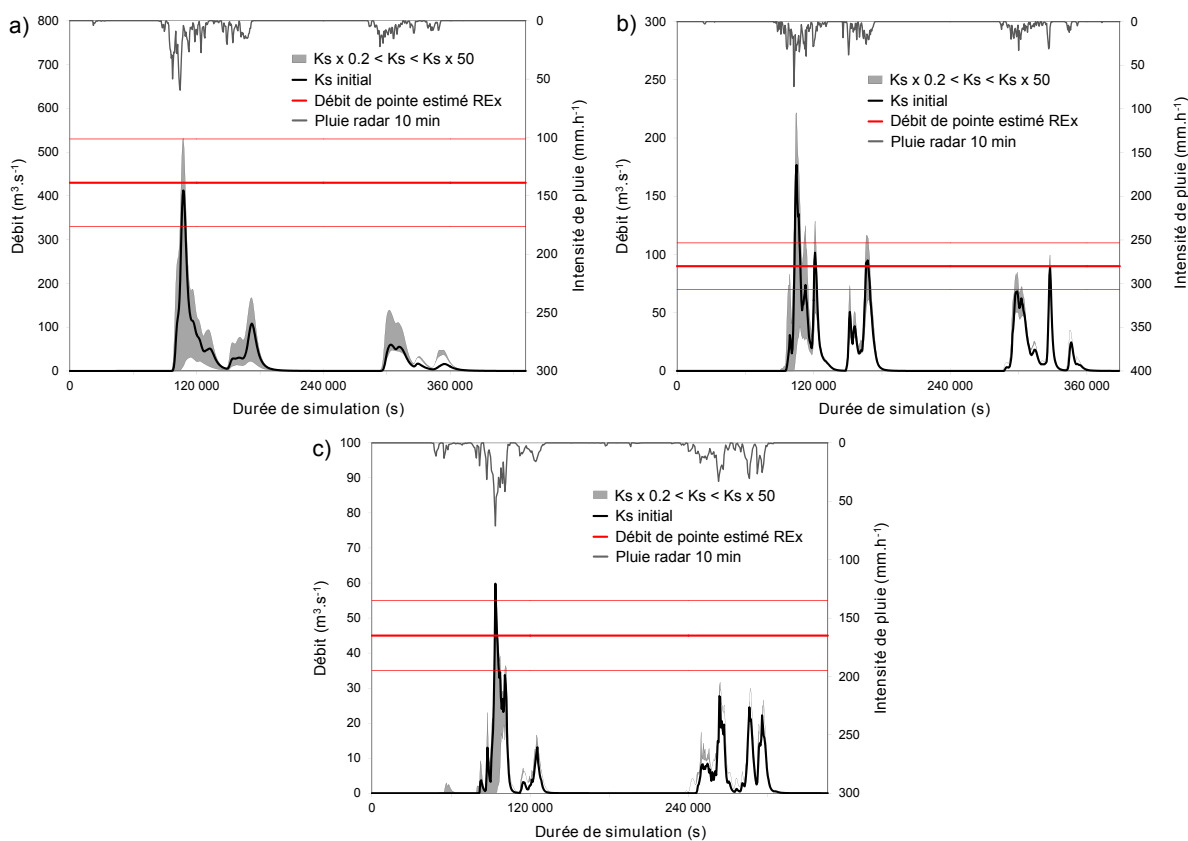 a)
800
700
600
500
400
300
200
100
0
Débit (m³.s⁻¹)
0
50
100
150
200
250
300
Intensité de pluie (mm.h⁻¹)
Ks x 0.2 < Ks < Ks x 50
Ks initial
Débit de pointe estimé REx
Pluie radar 10 min
0
120 000
240 000
360 000
Durée de simulation (s)
b)
300
250
200
150
100
50
0
Débit (m³.s⁻¹)
0
50
100
150
200
250
300
350
400
Intensité de pluie (mm.h⁻¹)
Ks x 0.2 < Ks < Ks x 50
Ks initial
Débit de pointe estimé REx
Pluie radar 10 min
0
120 000
240 000
360 000
Durée de simulation (s)
c)
100
90
80
70
60
50
40
30
20
10
0
Débit (m³.s⁻¹)
0
50
100
150
200
250
300
Intensité de pluie (mm.h⁻¹)
Ks x 0.2 < Ks < Ks x 50
Ks initial
Débit de pointe estimé REx
Pluie radar 10 min
0
120 000
240 000
Durée de simulation (s)